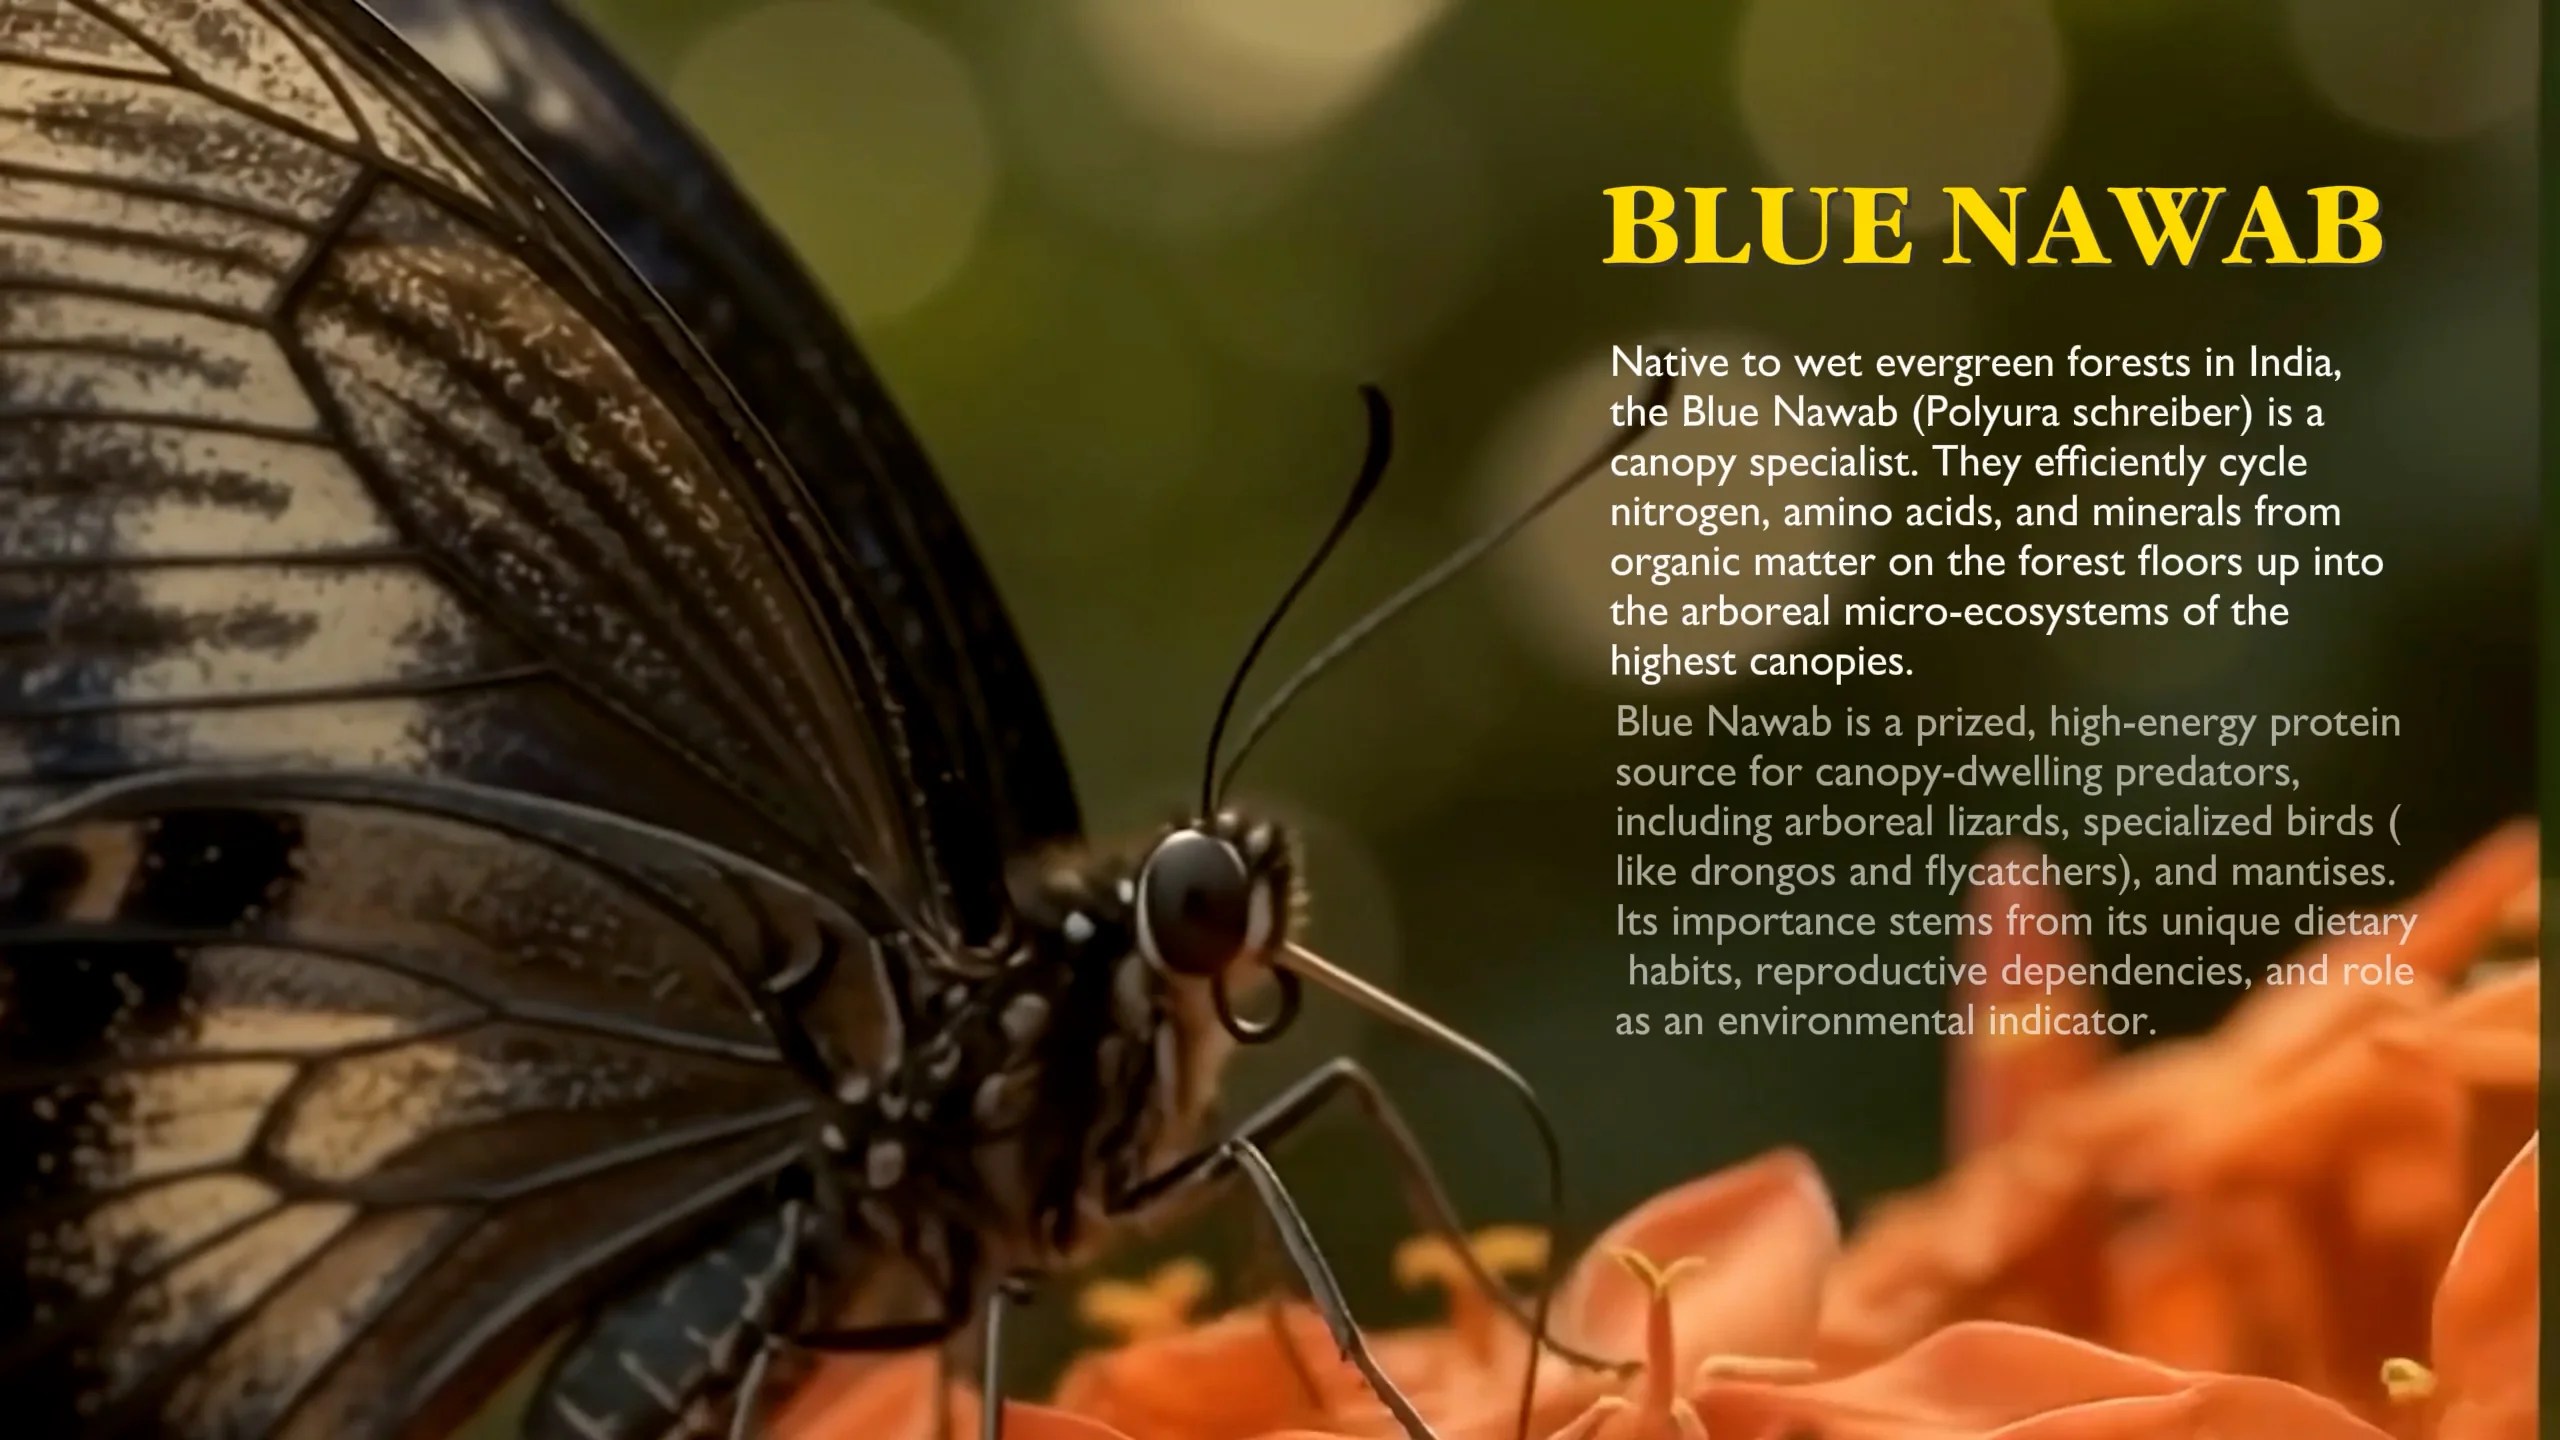 BLUE NAWAB
Native to wet evergreen forests in India,
the Blue Nawab (Polyura schreiber) is a
canopy specialist. They efficiently cycle
nitrogen, amino acids, and minerals from
organic matter on the forest floors up into
the arboreal micro-ecosystems of the
highest canopies.
Blue Nawab is a prized, high-energy protein
source for canopy-dwelling predators,
including arboreal lizards, specialized birds (
like drongos and flycatchers), and mantises.
Its importance stems from its unique dietary
habits, reproductive dependencies, and role
as an environmental indicator.